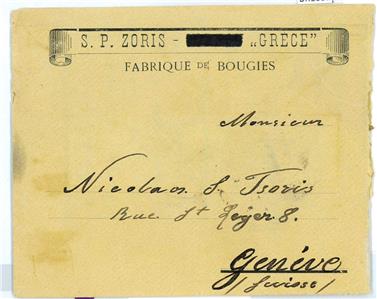 S. P. ZORIS - „GRECE"
FABRIQUE DE BOUGIES
Monsieur
Nicolaos S. Tsoris
Rue St Léger 8.
Genève
(Suisse)